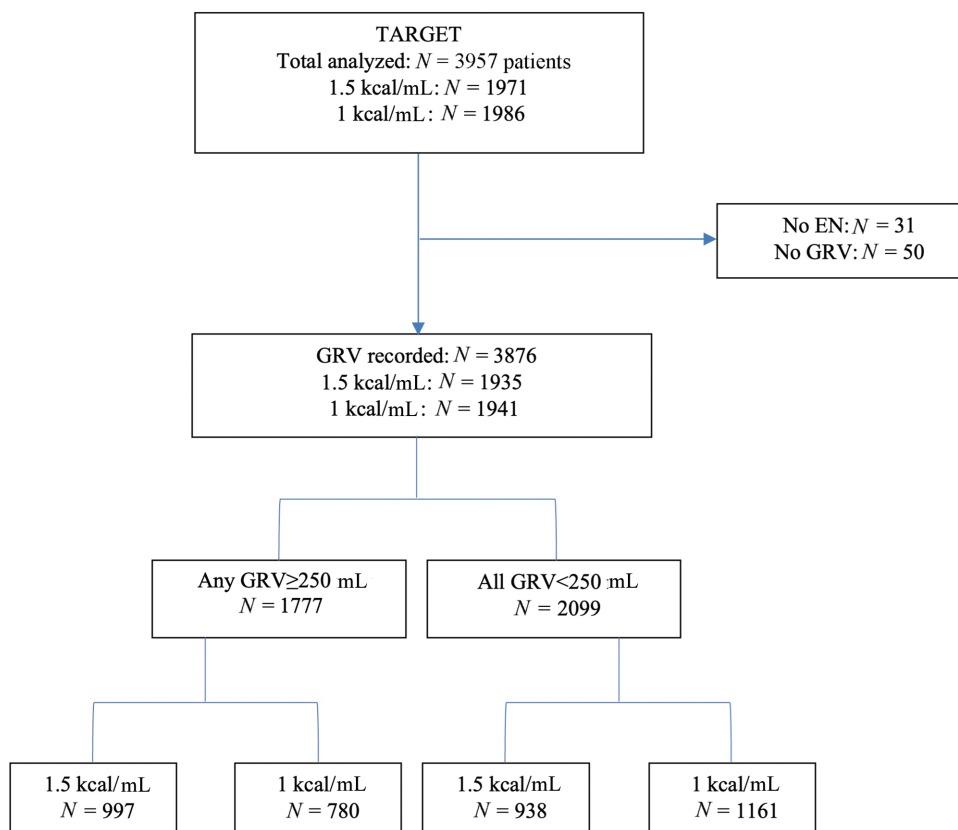 TARGET
Total analyzed: N = 3957 patients
1.5 kcal/mL: N = 1971
1 kcal/mL: N = 1986
No EN: N = 31
No GRV: N = 50
GRV recorded: N = 3876
1.5 kcal/mL: N = 1935
1 kcal/mL: N = 1941
Any GRV≥250 mL
N = 1777
All GRV<250 mL
N = 2099
1.5 kcal/mL
N = 997
1 kcal/mL
N = 780
1.5 kcal/mL
N = 938
1 kcal/mL
N = 1161